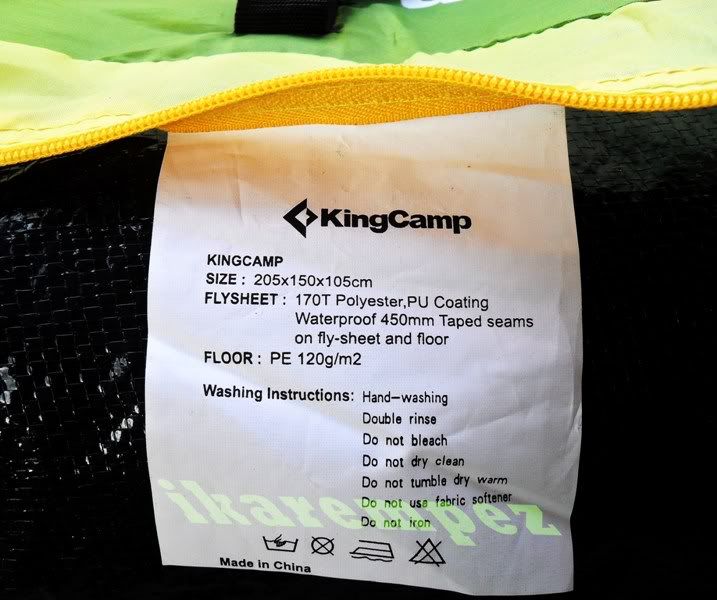 KingCamp
KINGCAMP
SIZE : 205x150x105cm
FLYSHEET : 170T Polyester,PU Coating
Waterproof 450mm Taped seams
on fly-sheet and floor
FLOOR : PE 120g/m2
Washing Instructions: Hand-washing
Double rinse
Do not bleach
Do not dry clean
Do not tumble dry warm
Do not use fabric softener
Do not iron
ikarempez
Made in China